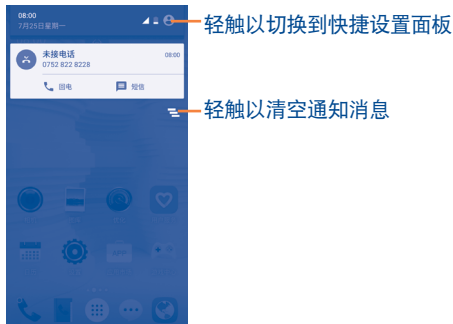 08:00
7月25日星期一
轻触以切换到快捷设置面板
未接电话
08:00
0752 822 8228
回电
短信
轻触以清空通知消息